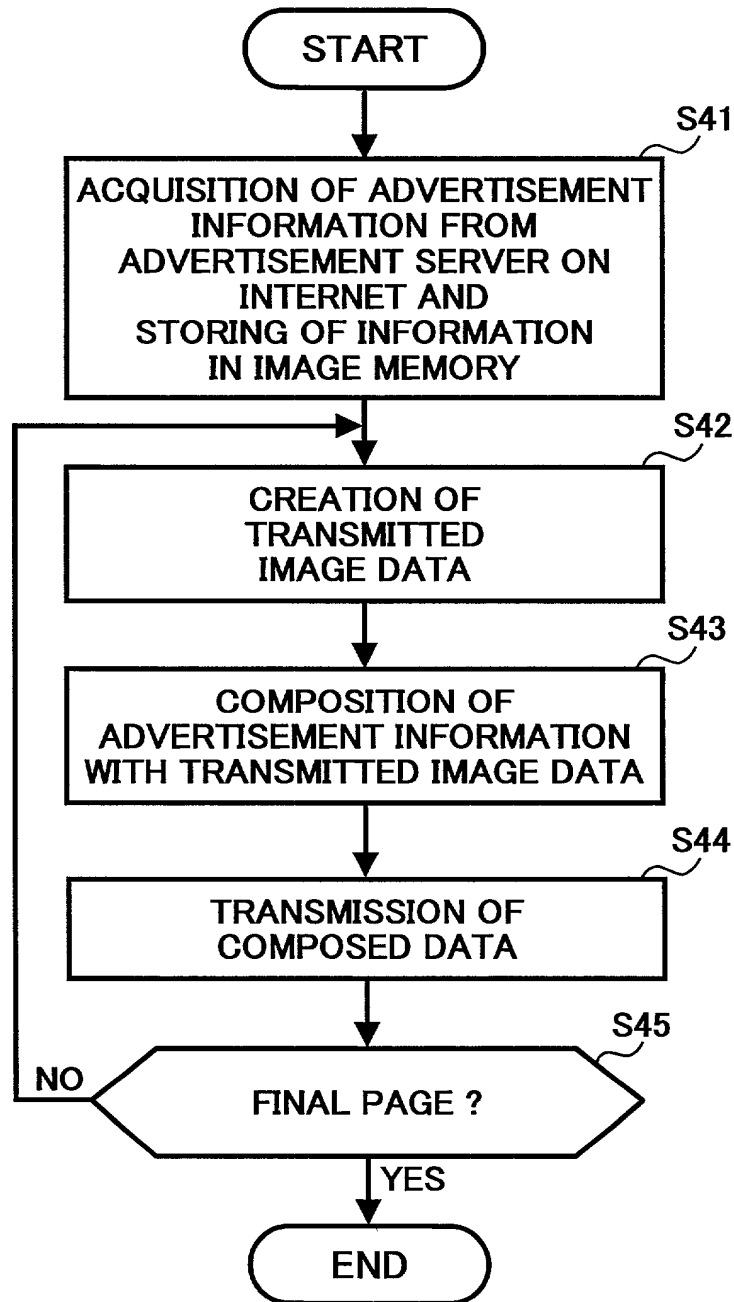 START
S41
ACQUISITION OF ADVERTISEMENT
INFORMATION FROM
ADVERTISEMENT SERVER ON
INTERNET AND
STORING OF INFORMATION
IN IMAGE MEMORY
S42
CREATION OF
TRANSMITTED
IMAGE DATA
S43
COMPOSITION OF
ADVERTISEMENT INFORMATION
WITH TRANSMITTED IMAGE DATA
S44
TRANSMISSION OF
COMPOSED DATA
S45
NO
FINAL PAGE ?
YES
END